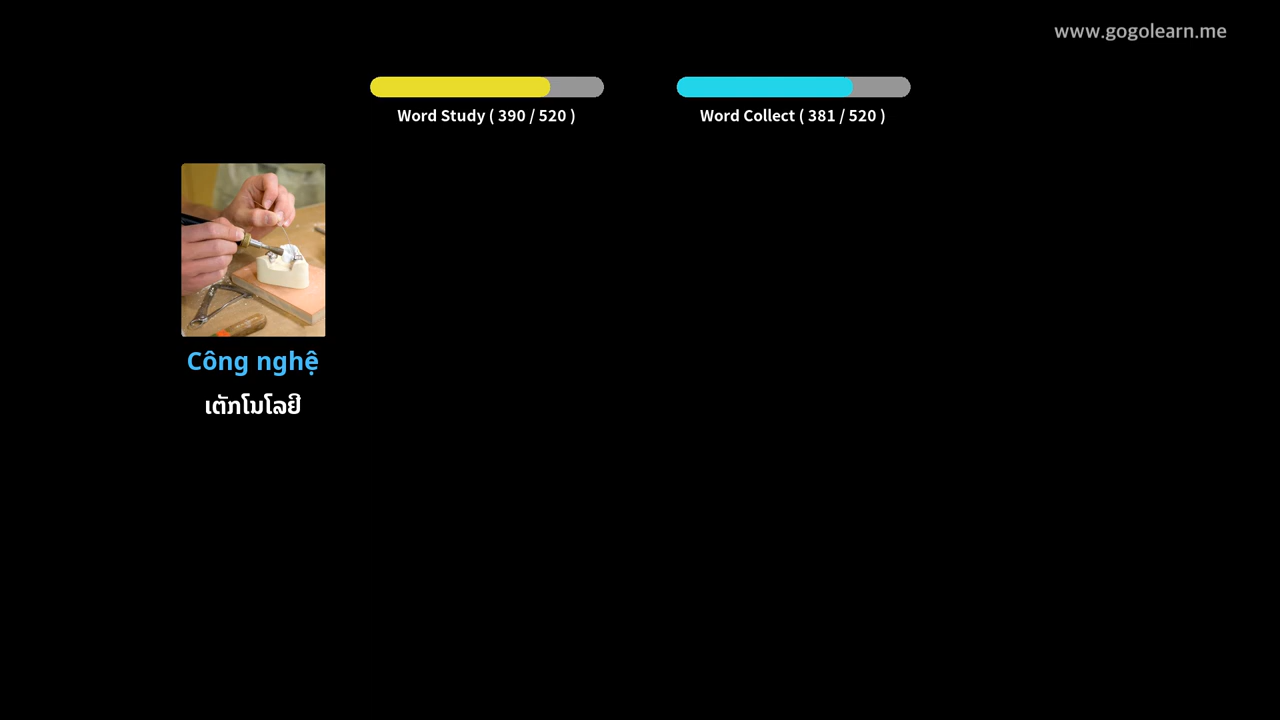 www.gogolearn.me
Word Study ( 390 / 520 )
Word Collect ( 381 / 520 )
Công nghệ
ເຕັກໂນໂລຢີ